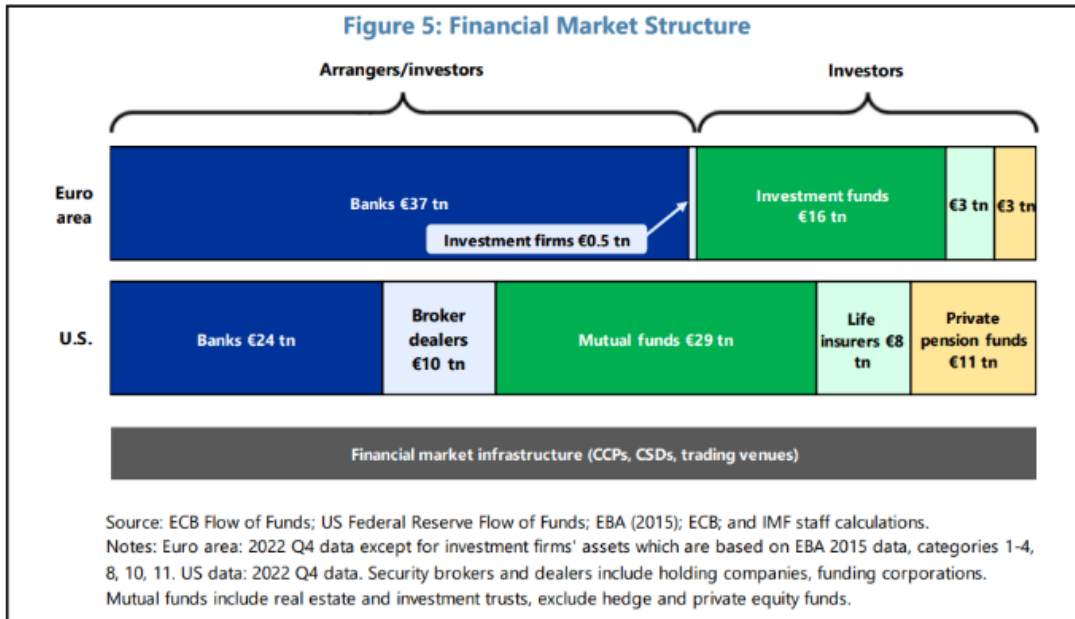 Figure 5: Financial Market Structure
Arrangers/investors
Investors
Euro
area
Banks €37 tn
Investment firms €0.5 tn
Investment funds
€16 tn
€3 tn
€3 tn
U.S.
Banks €24 tn
Broker
dealers
€10 tn
Mutual funds €29 tn
Life
insurers €8
tn
Private
pension funds
€11 tn
Financial market infrastructure (CCPs, CSDs, trading venues)
Source: ECB Flow of Funds; US Federal Reserve Flow of Funds; EBA (2015); ECB; and IMF staff calculations.
Notes: Euro area: 2022 Q4 data except for investment firms' assets which are based on EBA 2015 data, categories 1-4,
8, 10, 11. US data: 2022 Q4 data. Security brokers and dealers include holding companies, funding corporations.
Mutual funds include real estate and investment trusts, exclude hedge and private equity funds.